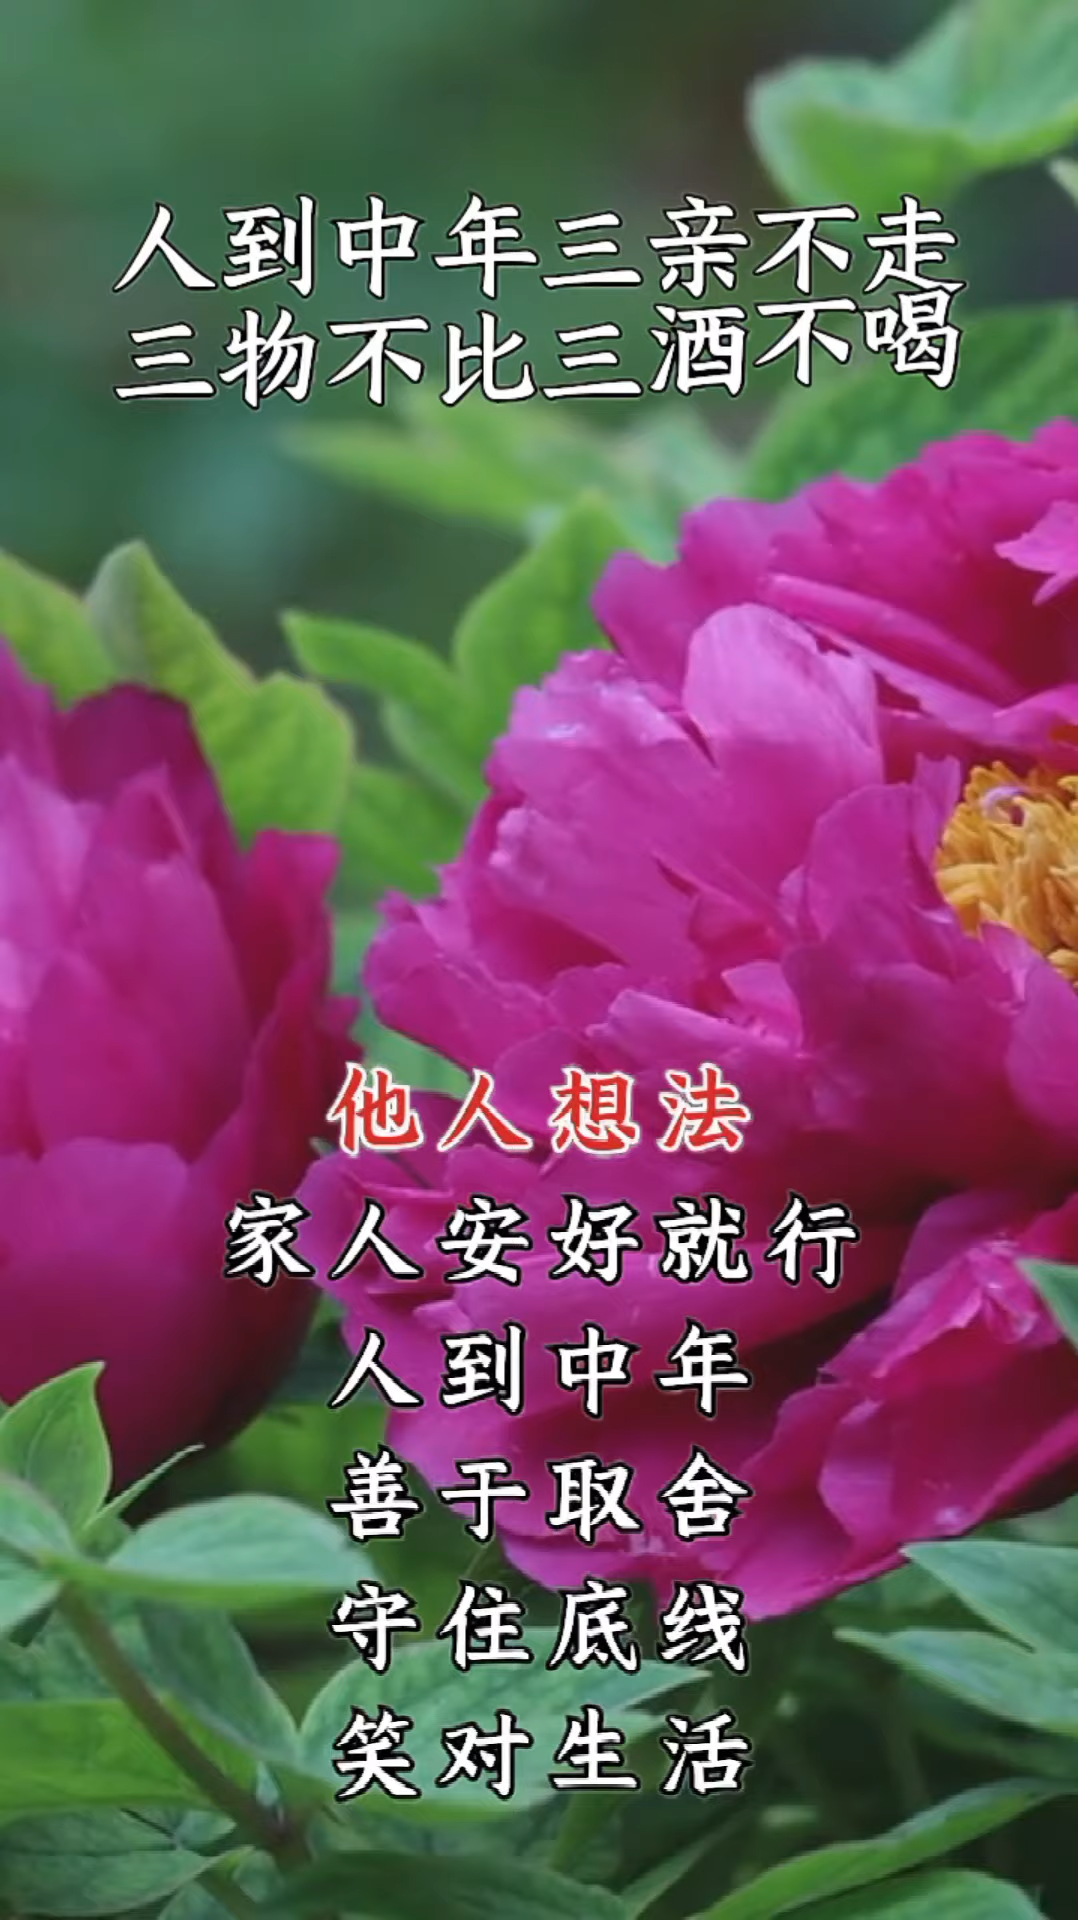 人到中年三亲不走
三物不比三酒不喝
他人想法
家人安好就行
人到中年
善于取舍
守住底线
笑对生活